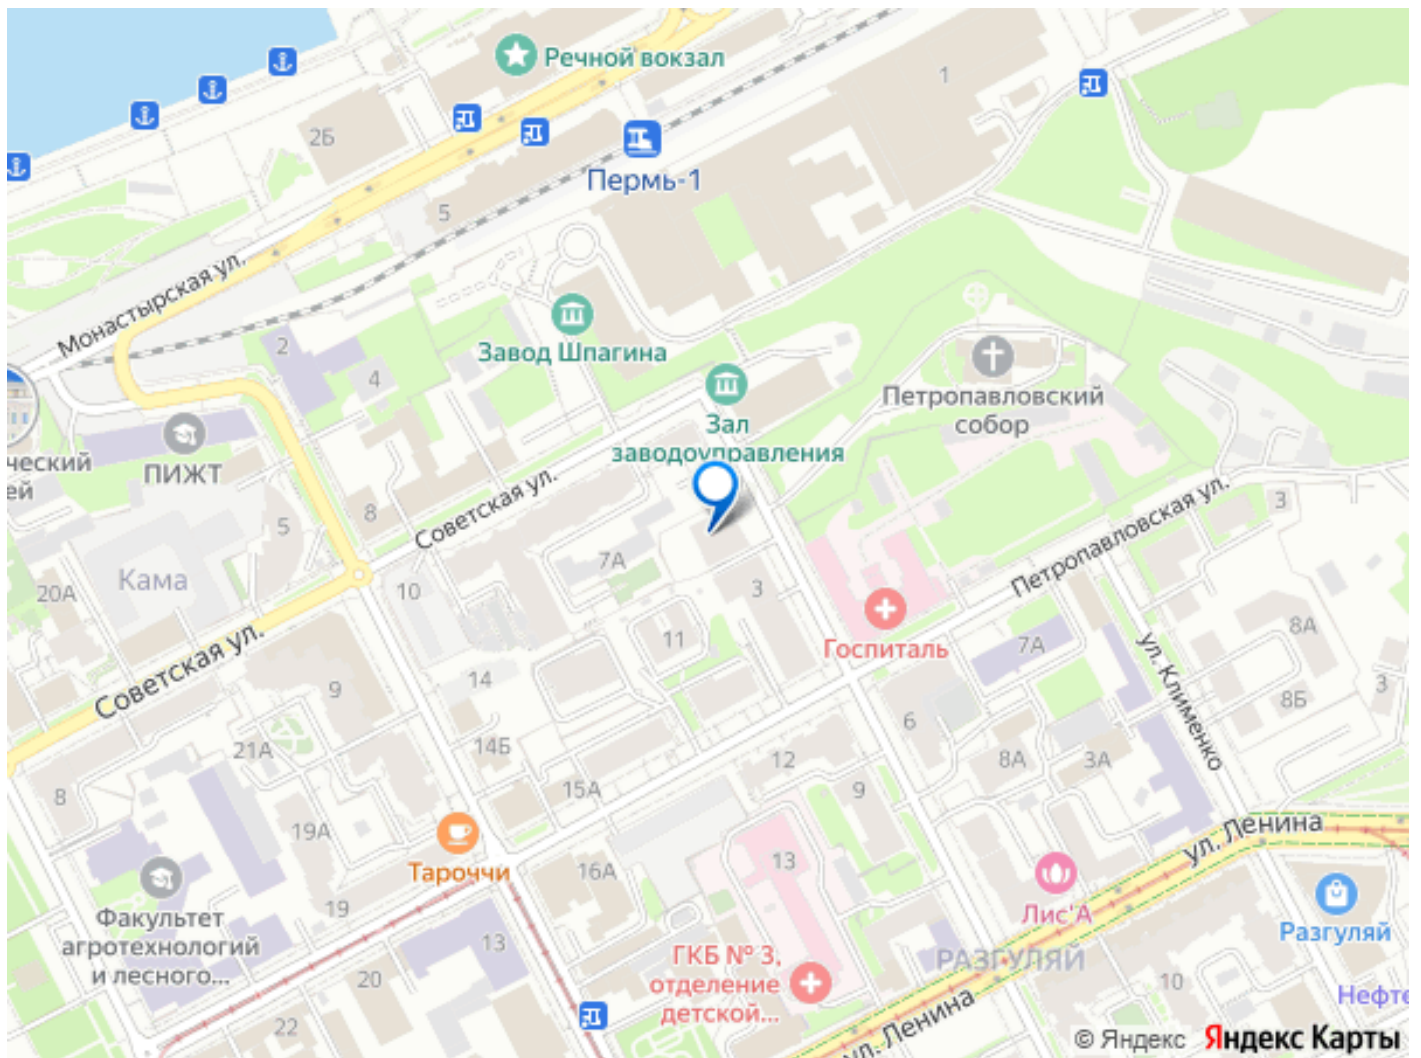 Речной вокзал
1
2Б
Пермь-1
5
Монастырская ул.
2
Завод Шпагина
4
Петропавловский
собор
Зал
заводоуправления
ческий
ей
ПИЖТ
Советская ул.
8
5
3
Петропавловская ул.
7А
Кама
20А
10
3
Госпиталь
11
7А
8А
ул. Клименко
Советская ул.
14
9
3
8Б
6
21А
14Б
12
8А
3А
8
15А
9
19А
ул. Ленина
Тароччи
16А
13
Лис'А
Факультет
агротехнологий
и лесного...
19
Разгуляй
13
ГКБ № 3,
отделение
детской...
РАЗГУЛЯЙ
20
10
Нефте
22
ул. Ленина
© Яндекс Яндекс Карты